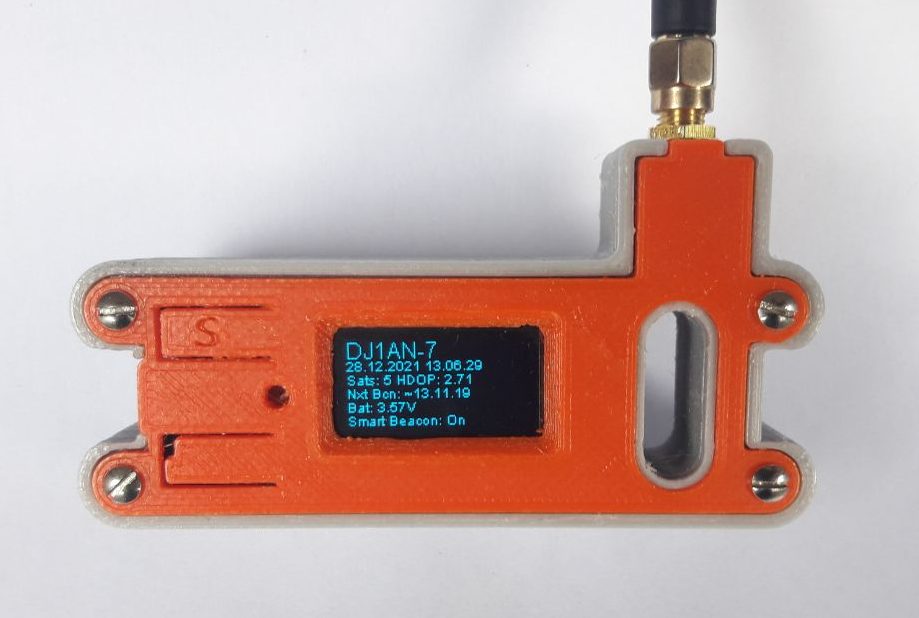 S
DJ1AN-7
28.12.2021 13.06.29
Sats: 5 HDOP: 2.71
Nxt Bcn: ~13.11.19
Bat: 3.57V
Smart Beacon: On